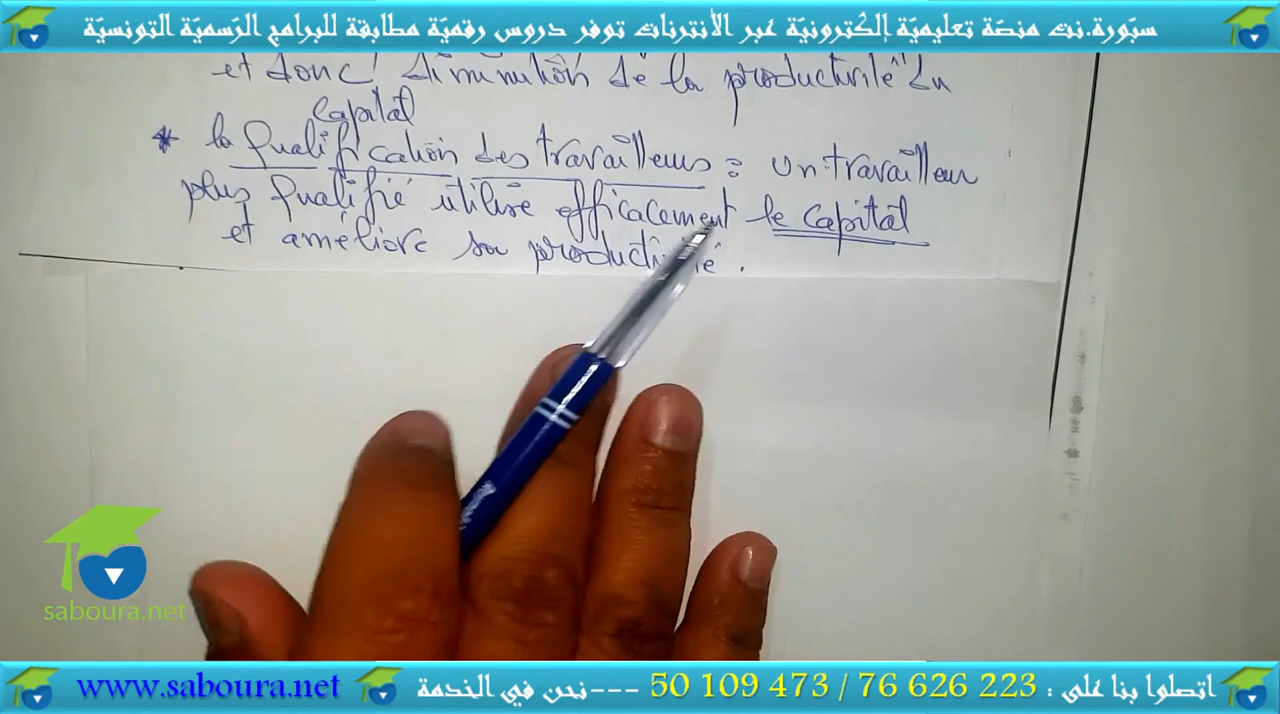 سبّورة.نت منصّة تعليميّة إلكترونيّة عبر الأنترنات توفر دروس رقميّة مطابقة للبرامج الرّسميّة التونسيّة
et donc diminution de la productivité du
capital
* la qualification des travailleurs : un travailleur
plus qualifié utilise efficacement le capital
et améliore sa productivité .
saboura.net
www.saboura.net اتصلوا بنا على : 50 109 473 / 76 626 223 ---نحن في الخدمة